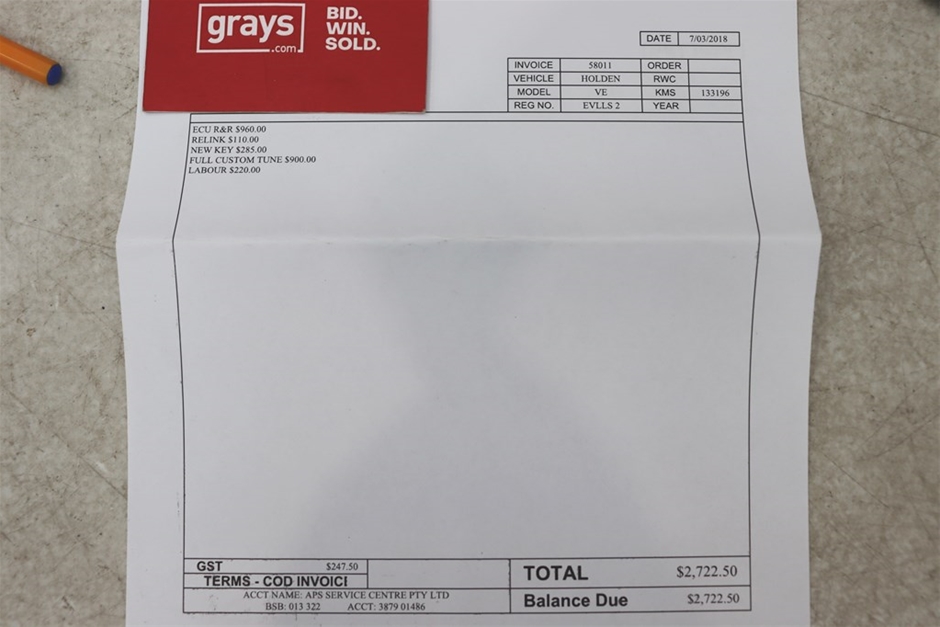 grays
.com
BID.
WIN.
SOLD.
DATE 7/03/2018
INVOICE 58011 ORDER
VEHICLE HOLDEN RWC
MODEL VE KMS 133196
REG NO. EVLLS 2 YEAR
ECU R&R $960.00
RELINK $110.00
NEW KEY $285.00
FULL CUSTOM TUNE $900.00
LABOUR $220.00
GST $247.50
TERMS - COD INVOICE
ACCT NAME: APS SERVICE CENTRE PTY LTD
BSB: 013 322 ACCT: 3879 01486
TOTAL $2,722.50
Balance Due $2,722.50